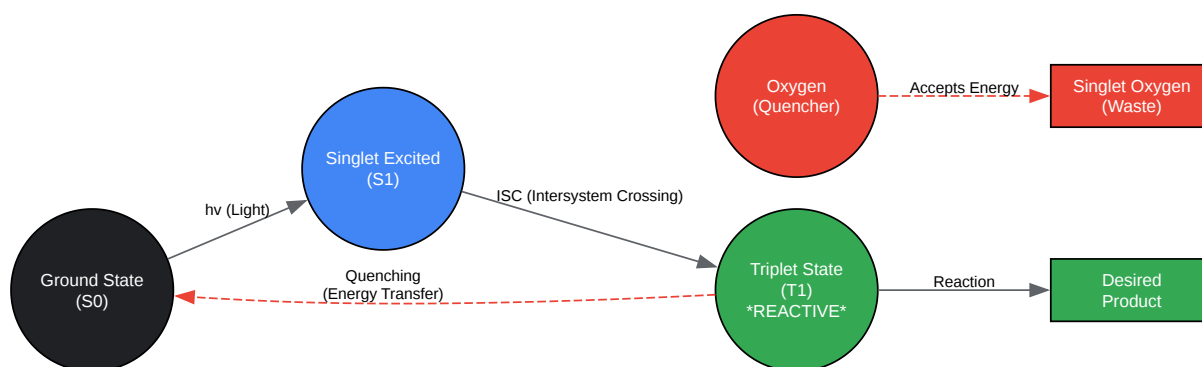 Oxygen
(Quencher)
Accepts Energy
Singlet Oxygen
(Waste)
Singlet Excited
(S1)
hv (Light)
ISC (Intersystem Crossing)
Ground State
(S0)
Quenching
(Energy Transfer)
Triplet State
(T1)
*REACTIVE*
Reaction
Desired
Product